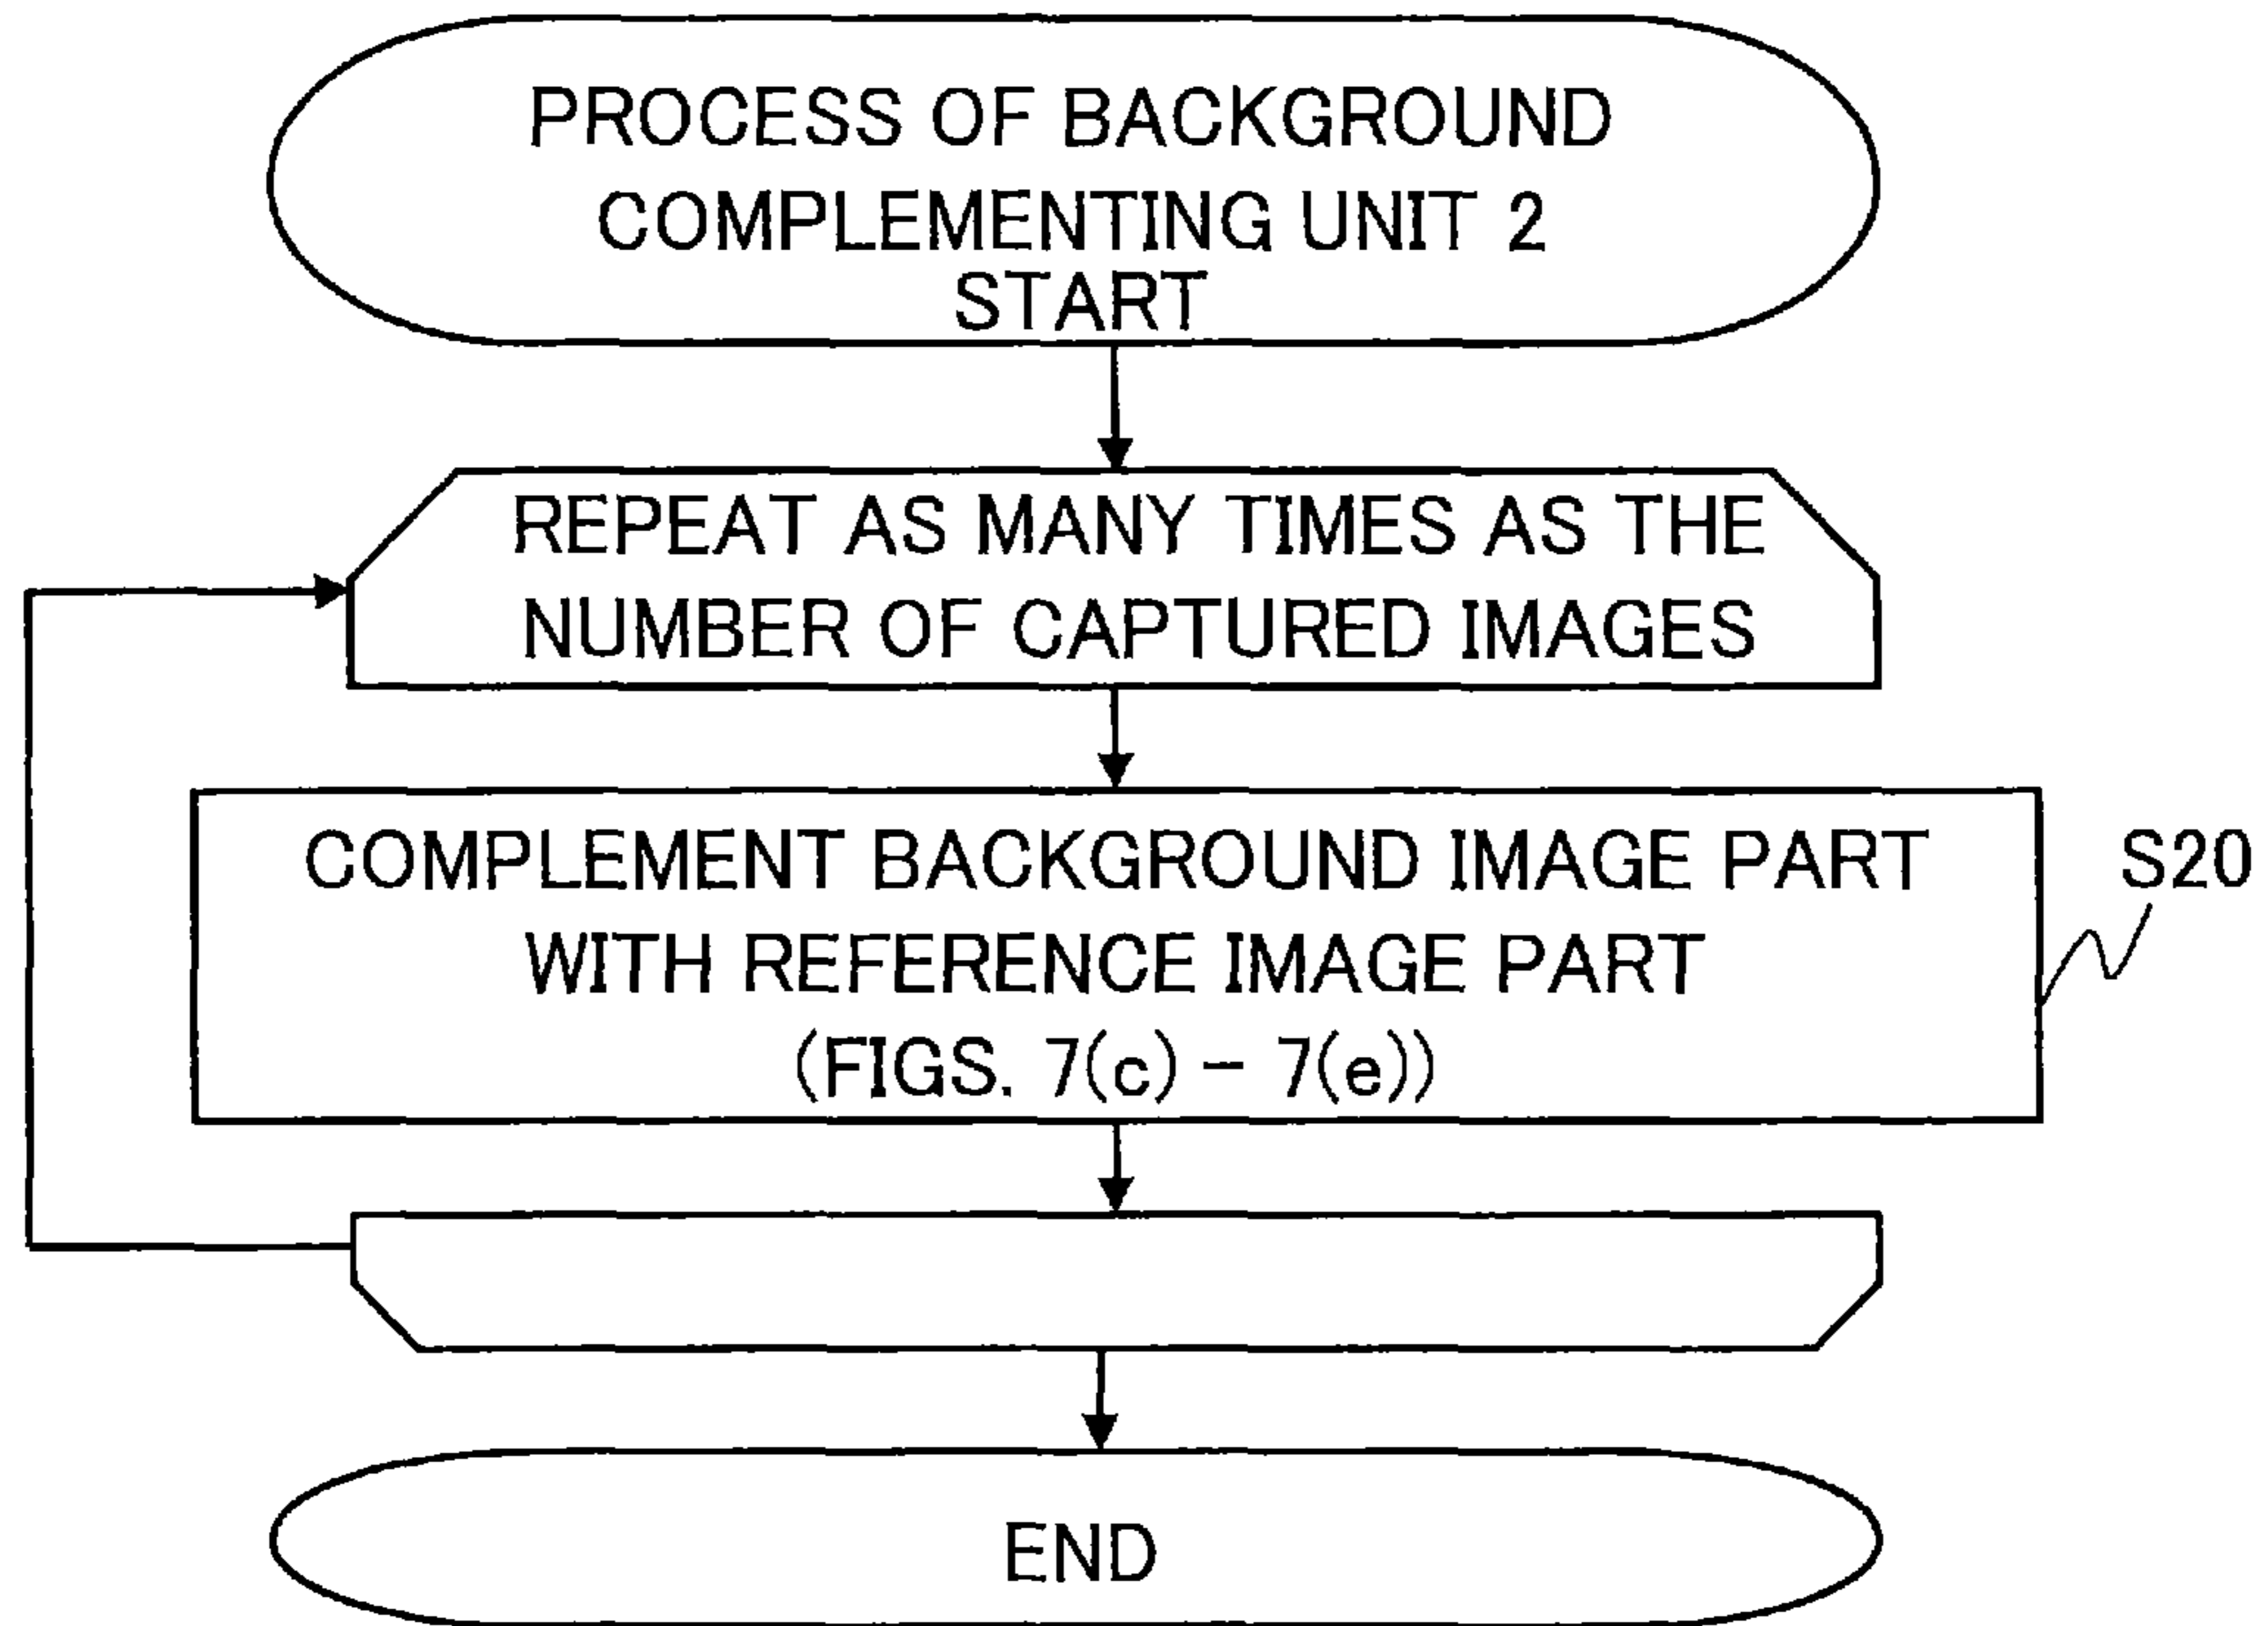 PROCESS OF BACKGROUND
COMPLEMENTING UNIT 2
START
REPEAT AS MANY TIMES AS THE
NUMBER OF CAPTURED IMAGES
COMPLEMENT BACKGROUND IMAGE PART
WITH REFERENCE IMAGE PART
(FIGS. 7(c) - 7(e))
S20
END